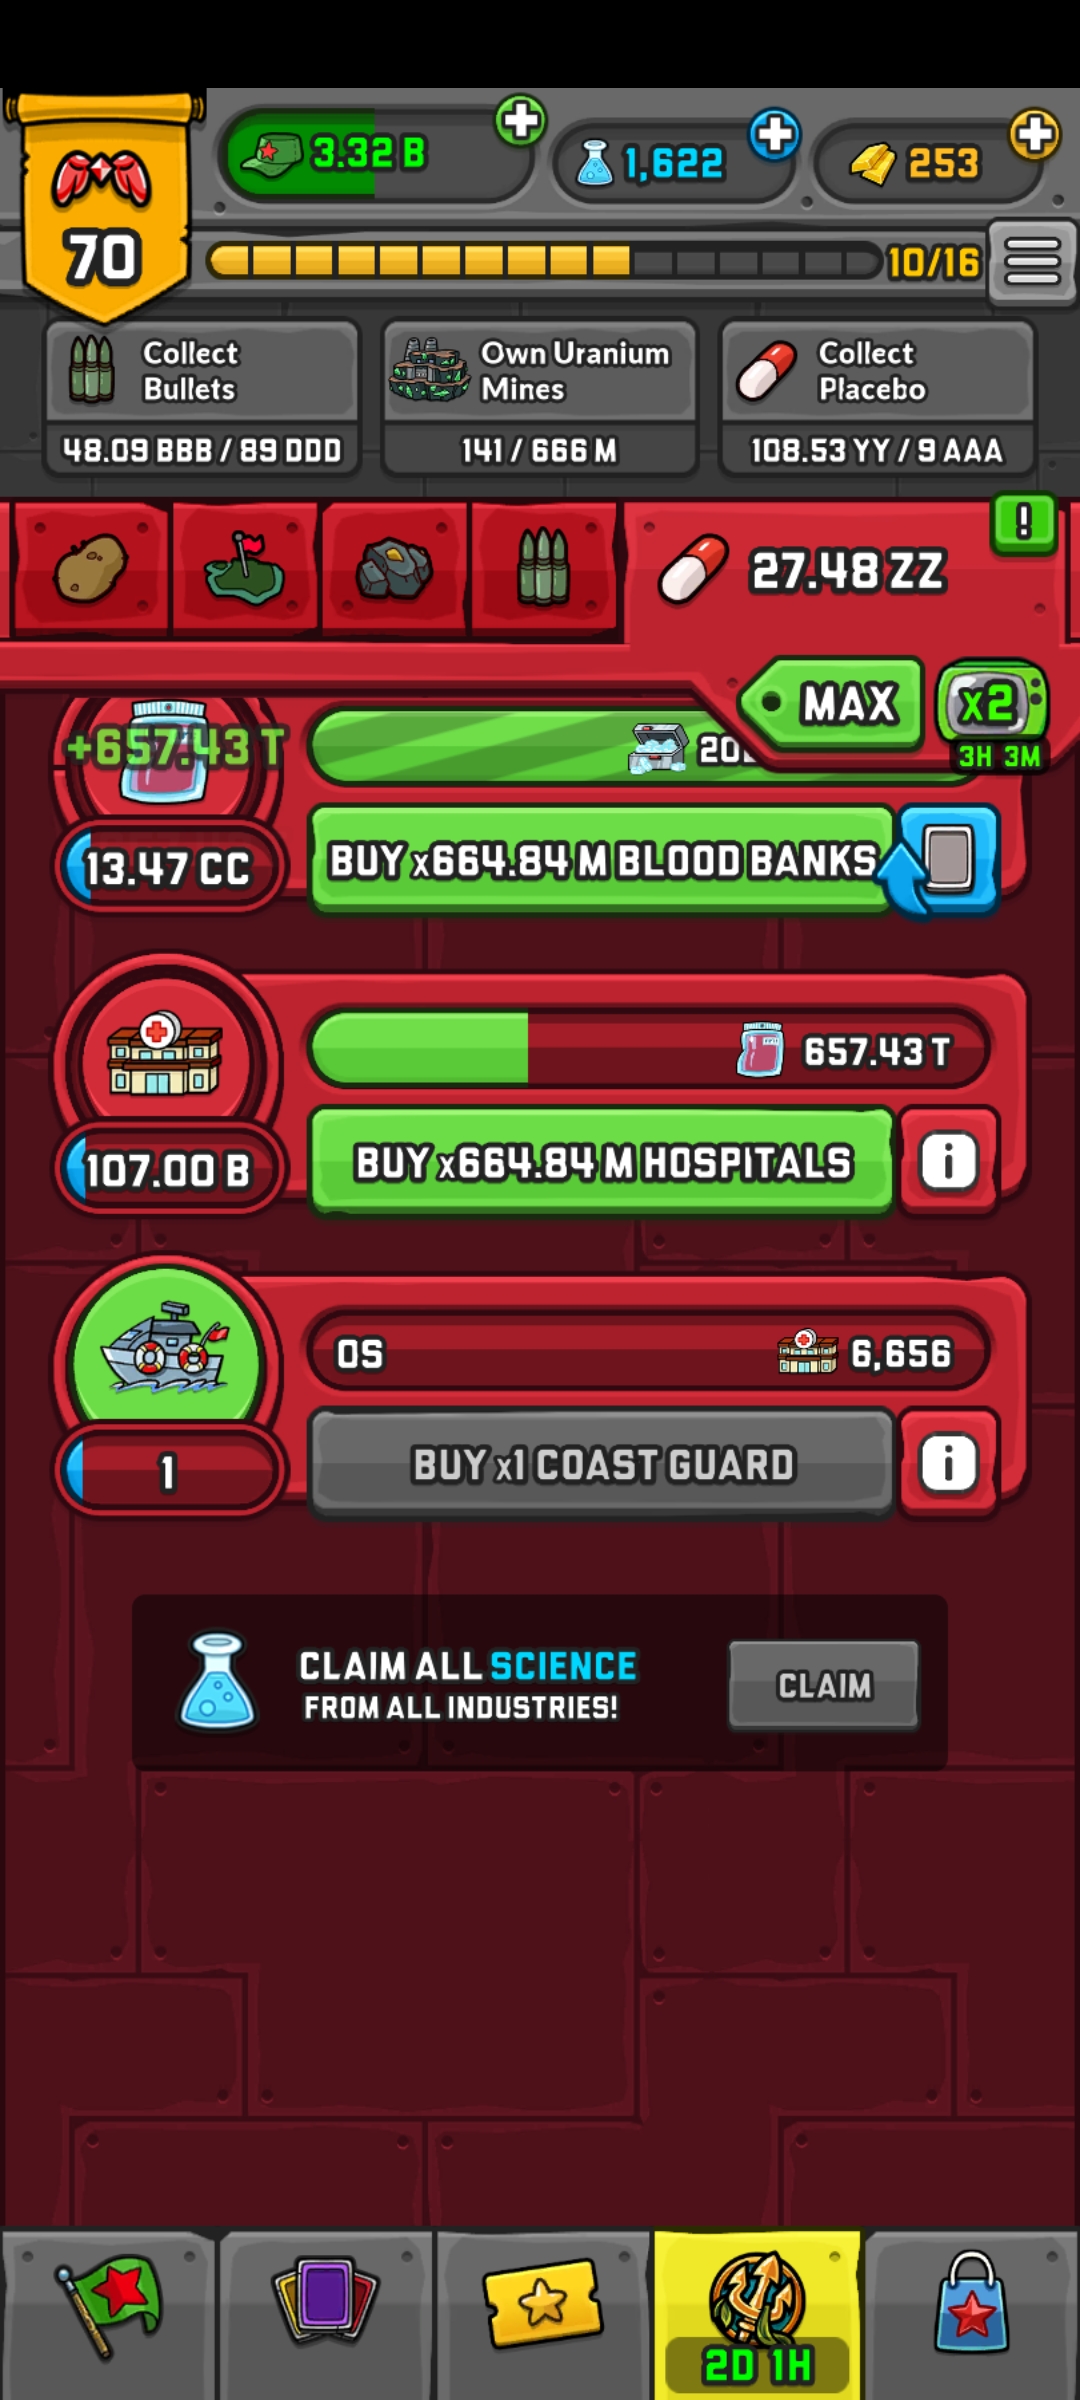 3.32 B
1,622
253
70
10/16
Collect
Bullets
48.09 BBB / 89 DDD
Own Uranium
Mines
141 / 666 M
Collect
Placebo
108.53 YY / 9 AAA
!
27.48 ZZ
MAX
x2
3H 3M
+657.43 T
13.47 CC
BUY x664.84 M BLOOD BANKS
657.43 T
107.00 B
BUY x664.84 M HOSPITALS
i
0S
6,656
1
BUY x1 COAST GUARD
i
CLAIM ALL SCIENCE
FROM ALL INDUSTRIES!
CLAIM
2D 1H